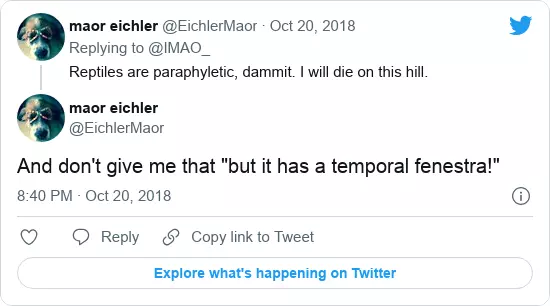 maor eichler @EichlerMaor · Oct 20, 2018
Replying to @IMAO_
Reptiles are paraphyletic, dammit. I will die on this hill.
maor eichler
@EichlerMaor
And don't give me that "but it has a temporal fenestra!"
8:40 PM · Oct 20, 2018
Reply
Copy link to Tweet
Explore what's happening on Twitter